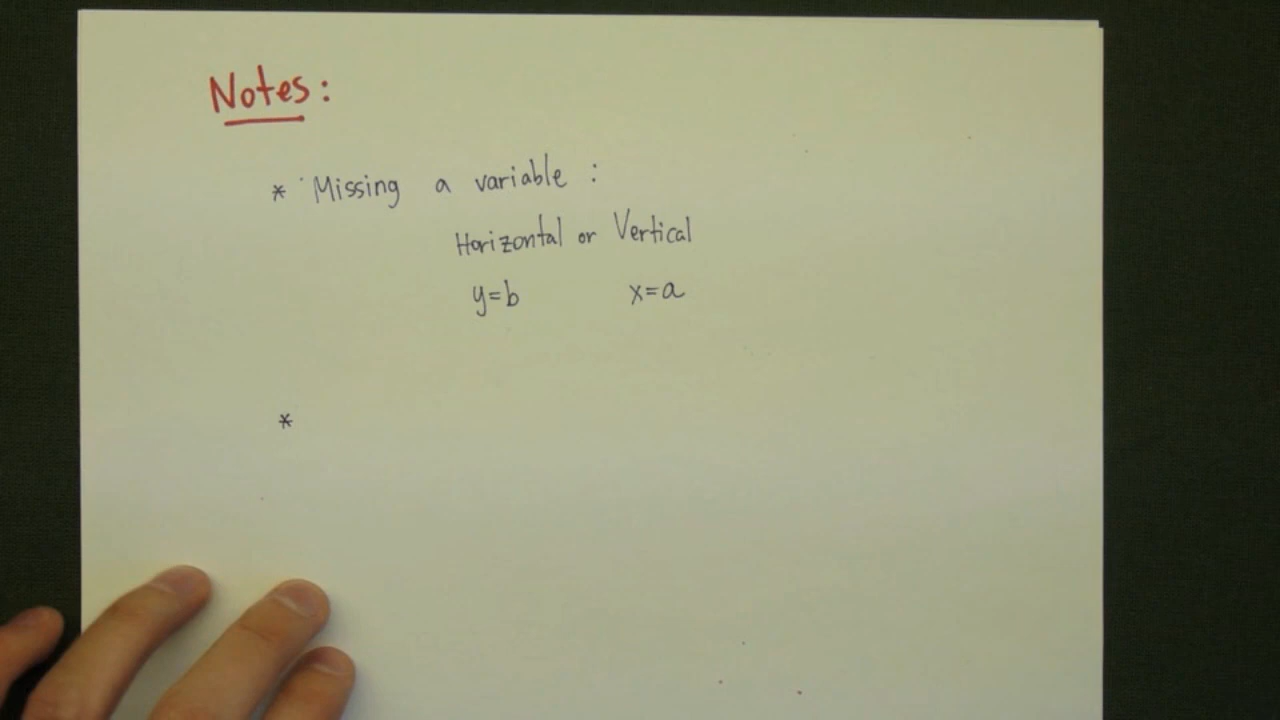 Notes:
* Missing a variable :
Horizontal or Vertical
y=b x=a
*